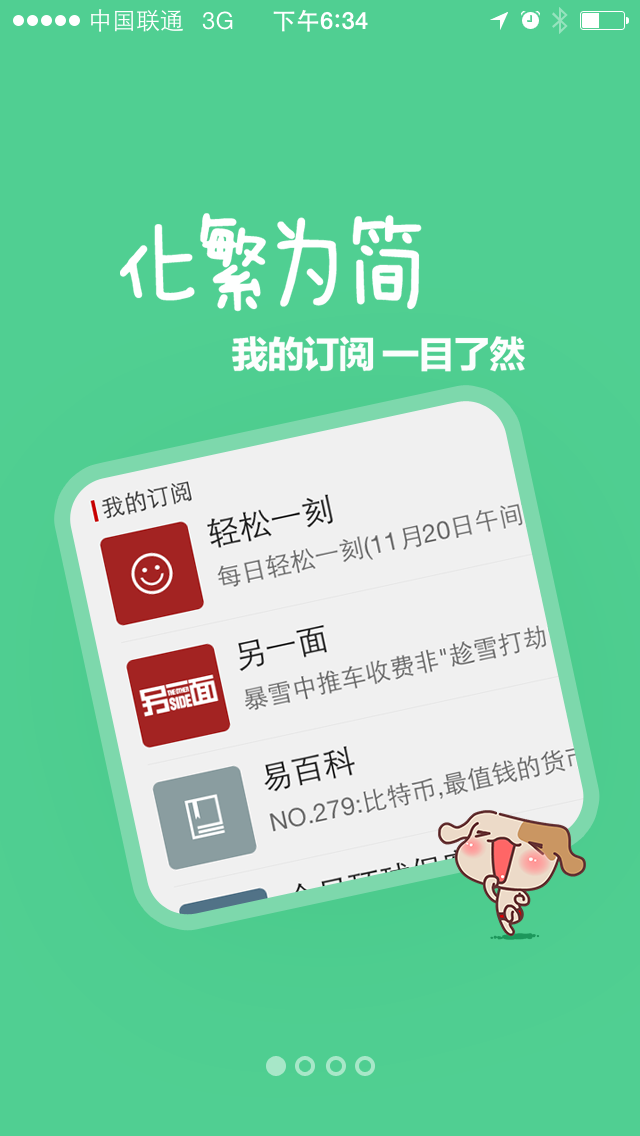 中国联通 3G 下午6:34
化繁为简
我的订阅 一目了然
我的订阅
轻松一刻
每日轻松一刻(11月20日午间
另一面
暴雪中推车收费非"趁雪打劫
另一面
THE OTHER
SIDE
易百科
NO.279:比特币,最值钱的货币